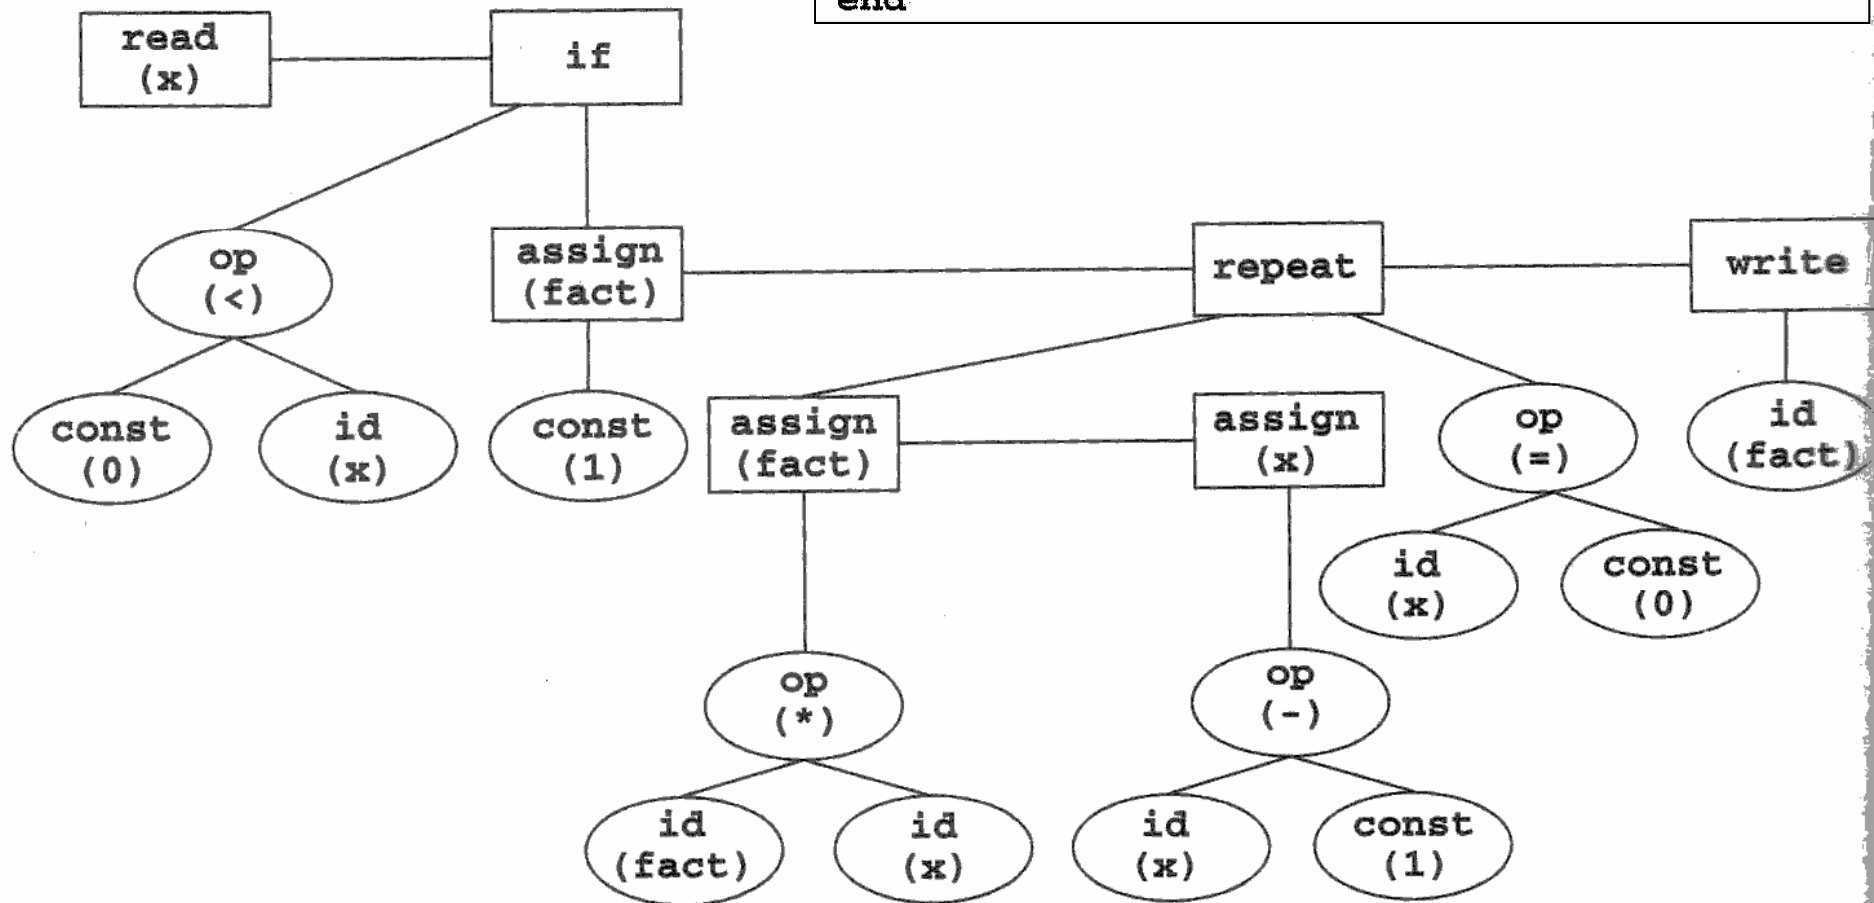 end
read
(x)
if
op
(<)
assign
(fact)
repeat
write
const
(0)
id
(x)
const
(1)
assign
(fact)
assign
(x)
op
(=)
id
(fact)
id
(x)
const
(0)
op
(*)
op
(-)
id
(fact)
id
(x)
id
(x)
const
(1)